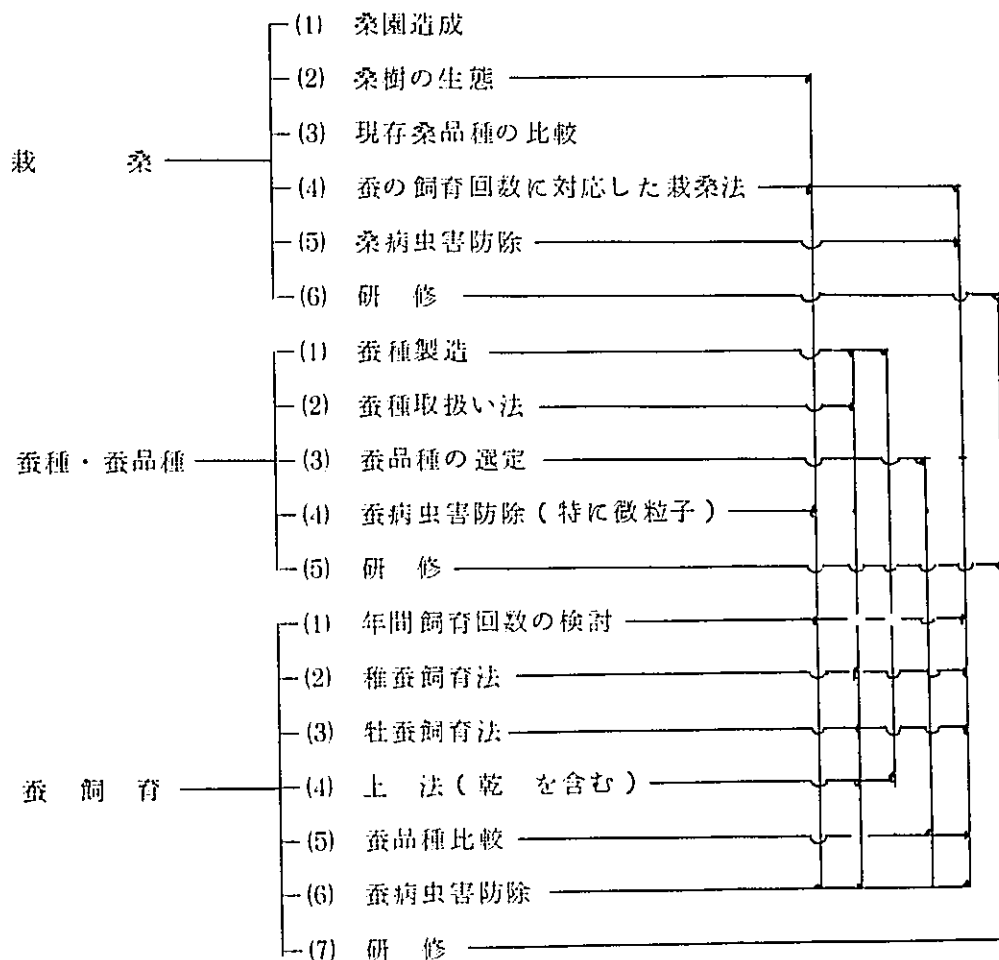 (1) 桑園造成
(2) 桑樹の生態
(3) 現存桑品種の比較
栽 桑
(4) 蚕の飼育回数に対応した栽桑法
(5) 桑病虫害防除
(6) 研 修
(1) 蚕種製造
(2) 蚕種取扱い法
蚕種・蚕品種
(3) 蚕品種の選定
(4) 蚕病虫害防除(特に微粒子)
(5) 研 修
(1) 年間飼育回数の検討
(2) 稚蚕飼育法
(3) 牡蚕飼育法
蚕 飼 育
(4) 上 法(乾 を含む)
(5) 蚕品種比較
(6) 蚕病虫害防除
(7) 研 修